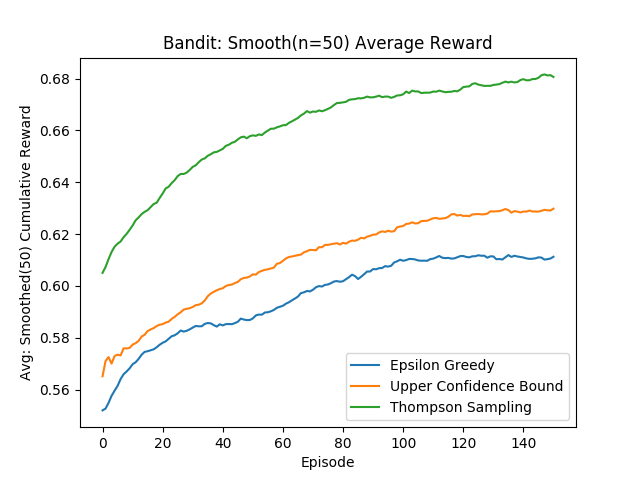 Bandit: Smooth(n=50) Average Reward
Avg: Smoothed(50) Cumulative Reward
0.68
0.66
0.64
0.62
0.60
0.58
0.56
Epsilon Greedy
Upper Confidence Bound
Thompson Sampling
0 20 40 60 80 100 120 140
Episode